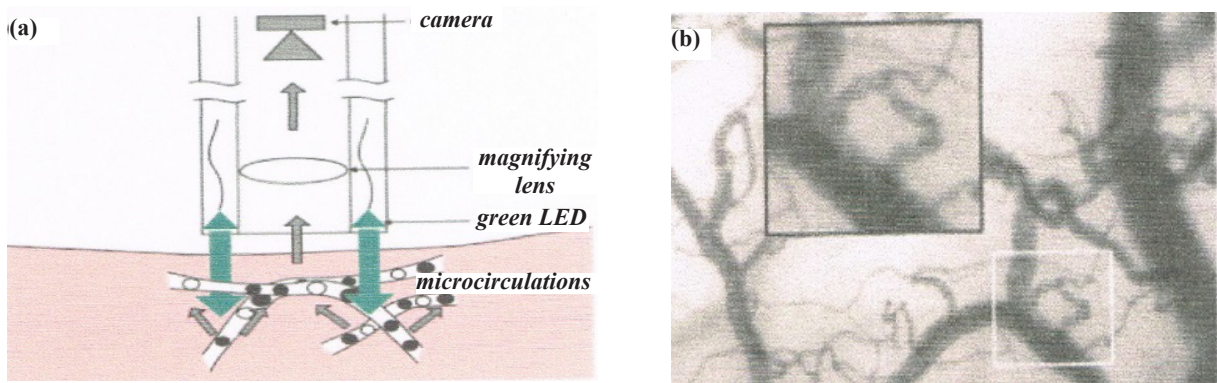 (a)
camera
magnifying
lens
green LED
microcirculations
(b)